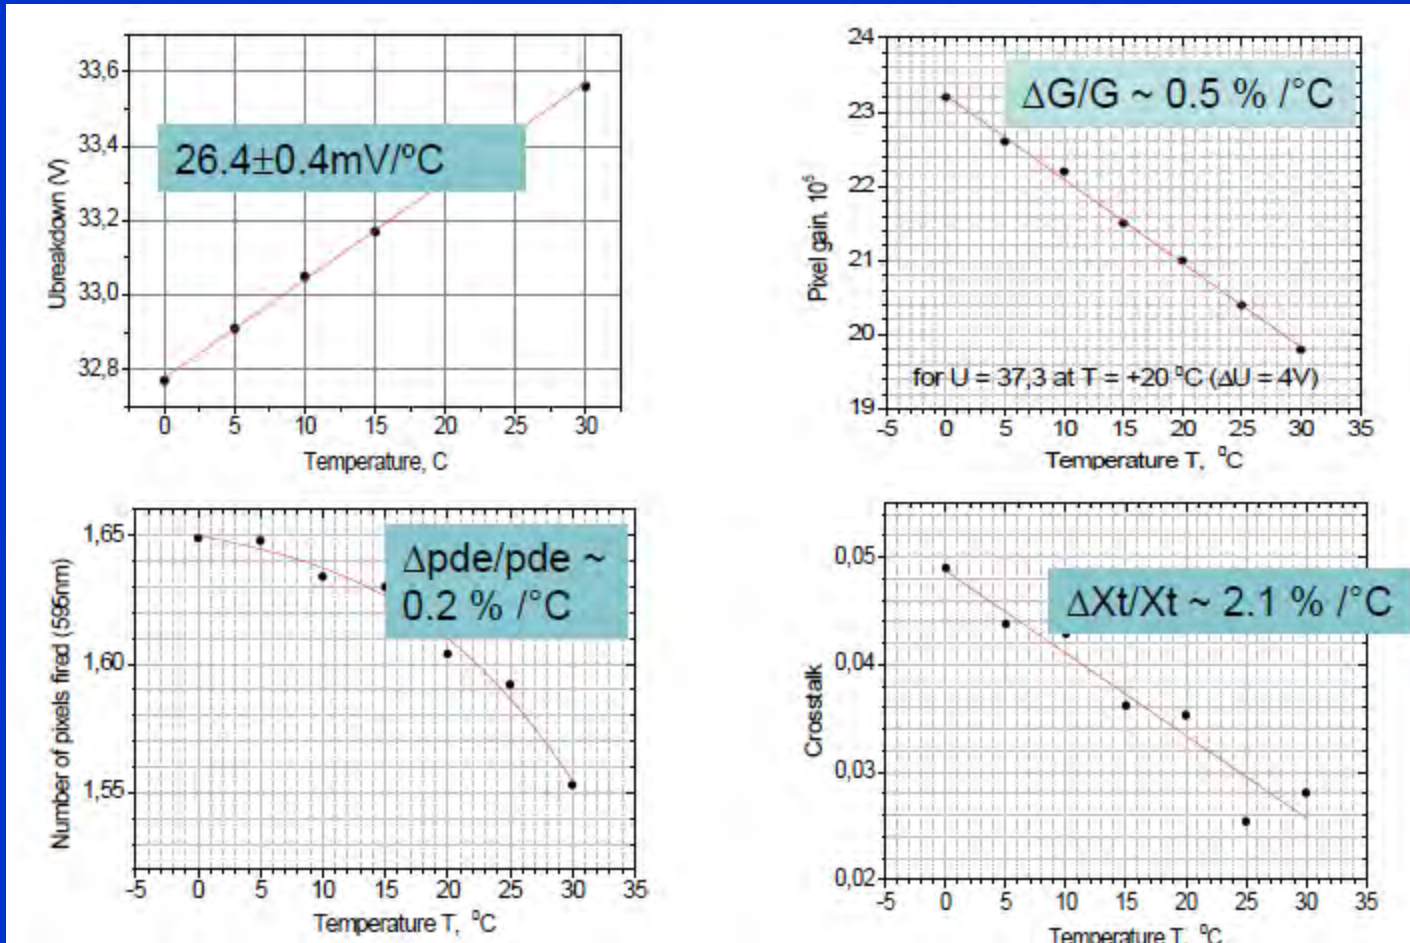 33,6
33,4
33,2
33,0
32,8
Ubreakdown (V)
26.4±0.4mV/ºC
0 5 10 15 20 25 30
Temperature, C
24
23
22
21
20
19
Pixel gain. 10⁵
ΔG/G ~ 0.5 % /°C
for U = 37,3 at T = +20 ºC (ΔU = 4V)
-5 0 5 10 15 20 25 30 35
Temperature T, ºC
1,65
1,60
1,55
Number of pixels fired (595nm)
Δpde/pde ~
0.2 % /°C
-5 0 5 10 15 20 25 30 35
Temperature T, ºC
0,05
0,04
0,03
0,02
Crosstalk
ΔXt/Xt ~ 2.1 % /°C
0 5 10 15 20 25 30 35
Temperature T, ºC